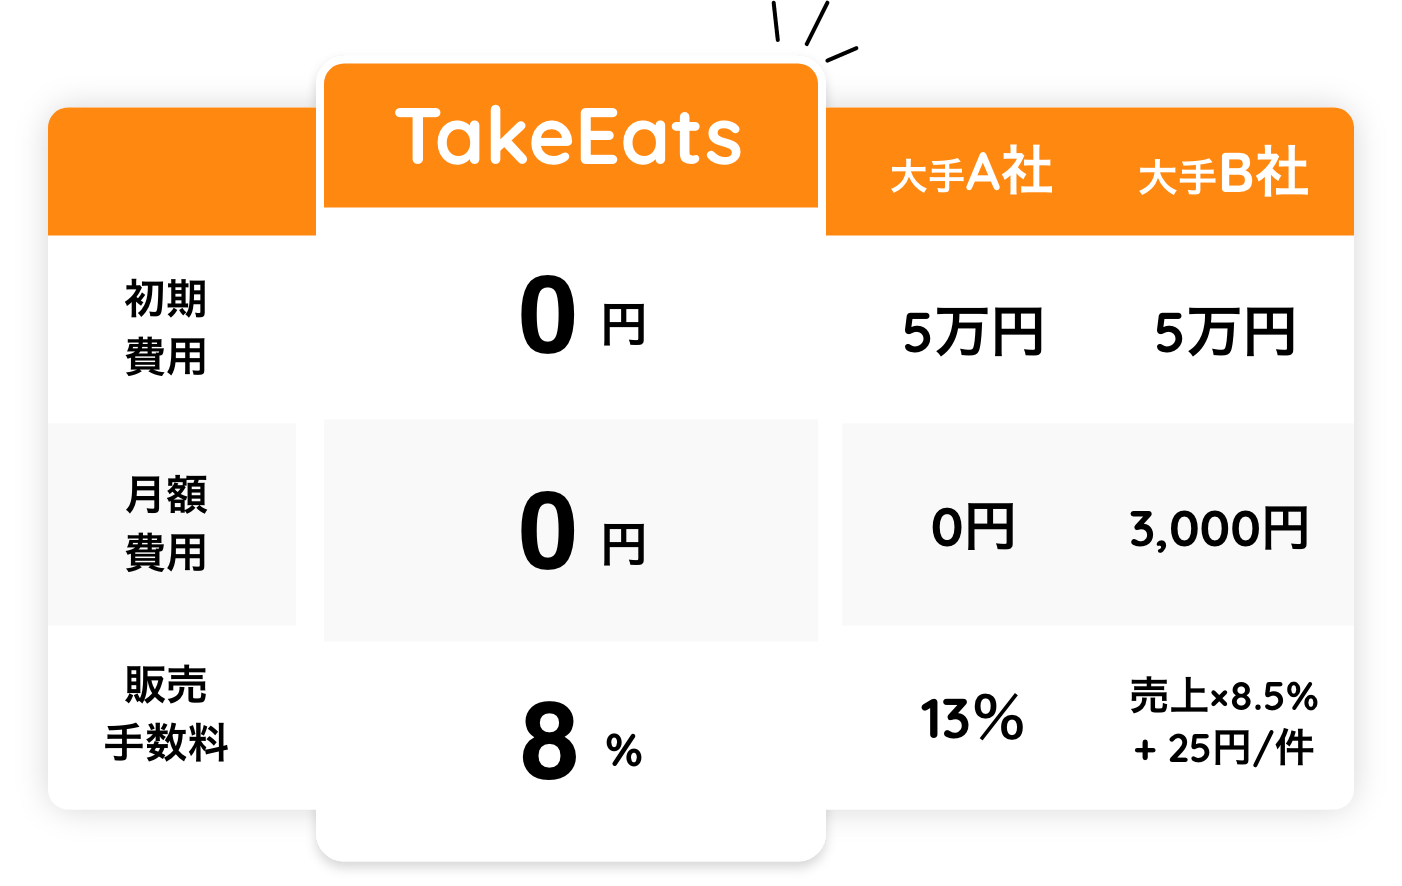 TakeEats
大手A社
大手B社
初期
費用
0 円
5万円
5万円
月額
費用
0 円
0円
3,000円
販売
手数料
8 %
13%
売上×8.5%
+ 25円/件